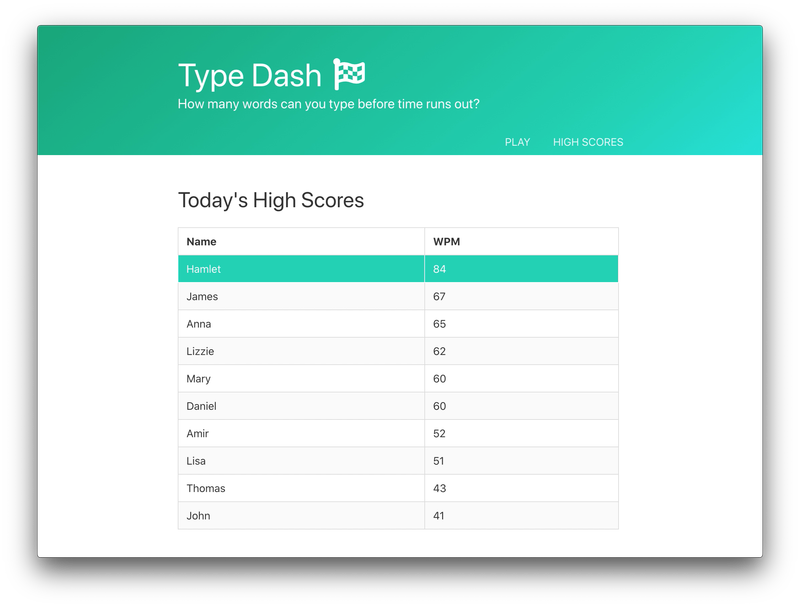 Type Dash
How many words can you type before time runs out?
PLAY HIGH SCORES
Today's High Scores
Name WPM
Hamlet 84
James 67
Anna 65
Lizzie 62
Mary 60
Daniel 60
Amir 52
Lisa 51
Thomas 43
John 41